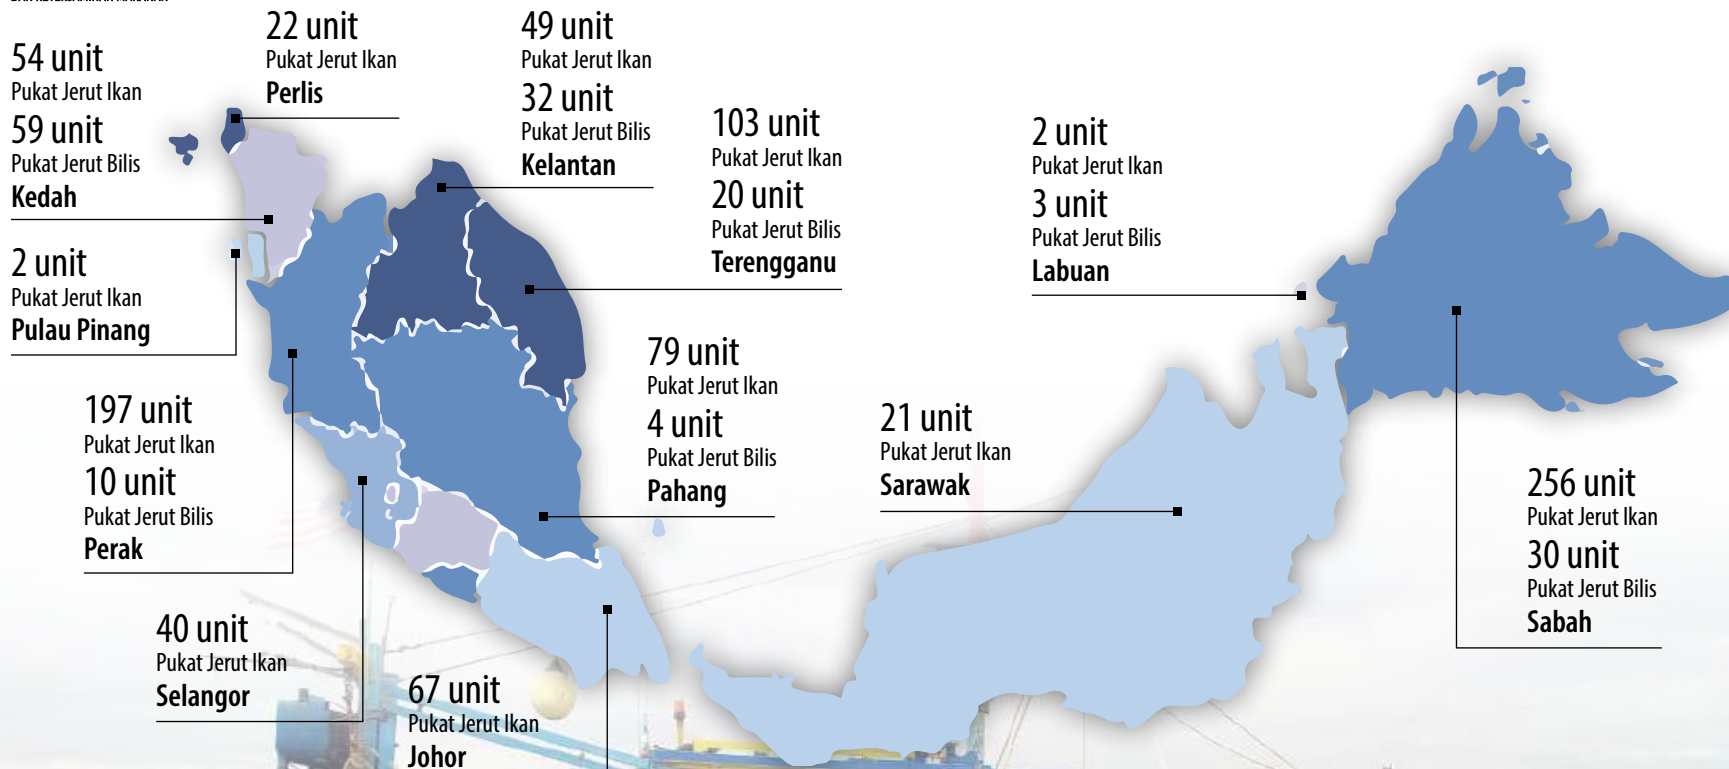 22 unit
Pukat Jerut Ikan
Perlis
49 unit
Pukat Jerut Ikan
32 unit
Pukat Jerut Bilis
Kelantan
54 unit
Pukat Jerut Ikan
59 unit
Pukat Jerut Bilis
Kedah
103 unit
Pukat Jerut Ikan
20 unit
Pukat Jerut Bilis
Terengganu
2 unit
Pukat Jerut Ikan
3 unit
Pukat Jerut Bilis
Labuan
2 unit
Pukat Jerut Ikan
Pulau Pinang
79 unit
Pukat Jerut Ikan
4 unit
Pukat Jerut Bilis
Pahang
197 unit
Pukat Jerut Ikan
10 unit
Pukat Jerut Bilis
Perak
21 unit
Pukat Jerut Ikan
Sarawak
256 unit
Pukat Jerut Ikan
30 unit
Pukat Jerut Bilis
Sabah
40 unit
Pukat Jerut Ikan
Selangor
67 unit
Pukat Jerut Ikan
Johor